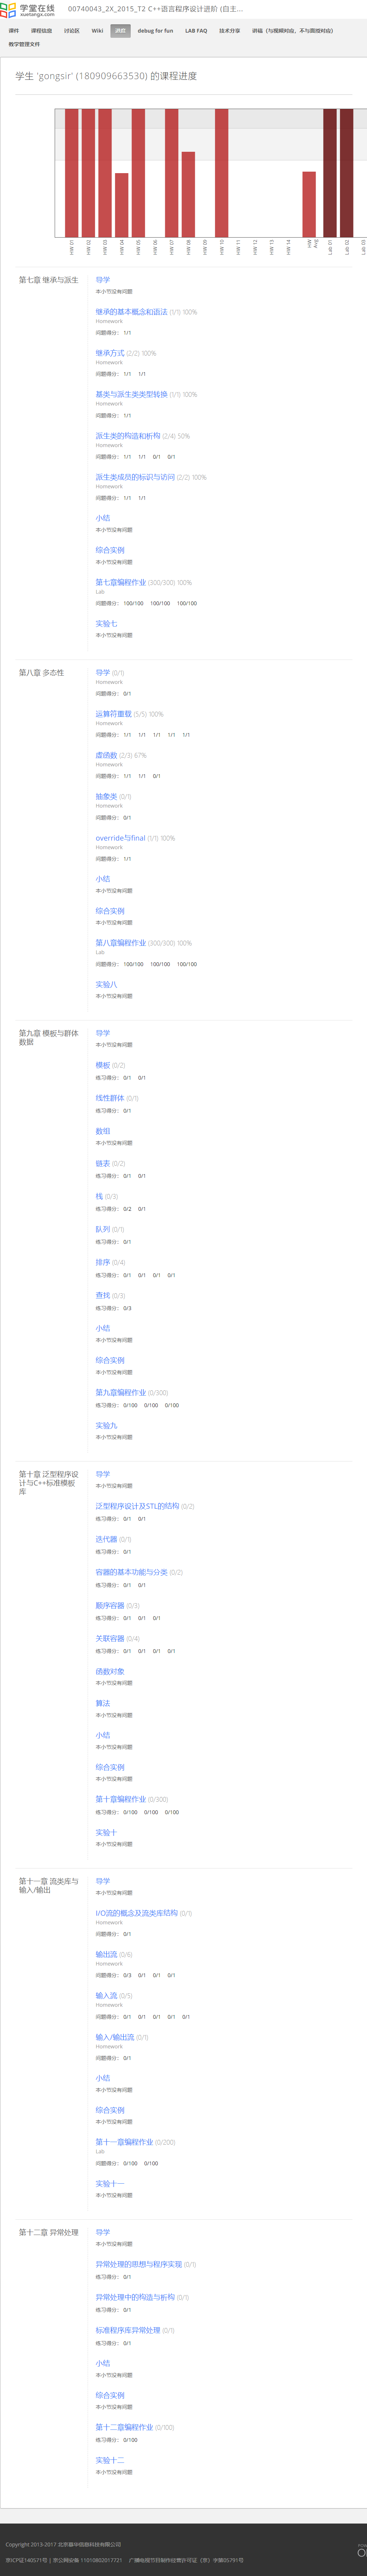 学堂在线
xuetangx.com
00740043_2X_2015_T2 C++语言程序设计进阶 (自主...
课件 课程信息 讨论区 Wiki 进度 debug for fun LAB FAQ 技术分享 讲稿（与视频对应，不与面授对应）
教学管理文件
学生 'gongsir' (180909663530) 的课程进度
HW 01 HW 02 HW 03 HW 04 HW 05 HW 06 HW 07 HW 08 HW 09 HW 10 HW 11 HW 12 HW 13 HW 14 HW Avg Lab 01 Lab 02 Lab 03
第七章 继承与派生
导学
本小节没有问题
继承的基本概念和语法 (1/1) 100%
Homework
问题得分： 1/1
继承方式 (2/2) 100%
Homework
问题得分： 1/1 1/1
基类与派生类类型转换 (1/1) 100%
Homework
问题得分： 1/1
派生类的构造和析构 (2/4) 50%
Homework
问题得分： 1/1 1/1 0/1 0/1
派生类成员的标识与访问 (2/2) 100%
Homework
问题得分： 1/1 1/1
小结
本小节没有问题
综合实例
本小节没有问题
第七章编程作业 (300/300) 100%
Lab
问题得分： 100/100 100/100 100/100
实验七
本小节没有问题
第八章 多态性
导学 (0/1)
Homework
问题得分： 0/1
运算符重载 (5/5) 100%
Homework
问题得分： 1/1 1/1 1/1 1/1 1/1
虚函数 (2/3) 67%
Homework
问题得分： 1/1 1/1 0/1
抽象类 (0/1)
Homework
问题得分： 0/1
override与final (1/1) 100%
Homework
问题得分： 1/1
小结
本小节没有问题
综合实例
本小节没有问题
第八章编程作业 (300/300) 100%
Lab
问题得分： 100/100 100/100 100/100
实验八
本小节没有问题
第九章 模板与群体
数据
导学
本小节没有问题
模板 (0/2)
练习得分： 0/1 0/1
线性群体 (0/1)
练习得分： 0/1
数组
本小节没有问题
链表 (0/2)
练习得分： 0/1 0/1
栈 (0/3)
练习得分： 0/2 0/1
队列 (0/1)
练习得分： 0/1
排序 (0/4)
练习得分： 0/1 0/1 0/1 0/1
查找 (0/3)
练习得分： 0/3
小结
本小节没有问题
综合实例
本小节没有问题
第九章编程作业 (0/300)
练习得分： 0/100 0/100 0/100
实验九
本小节没有问题
第十章 泛型程序设
计与C++标准模板
库
导学
本小节没有问题
泛型程序设计及STL的结构 (0/2)
练习得分： 0/1 0/1
迭代器 (0/1)
练习得分： 0/1
容器的基本功能与分类 (0/2)
练习得分： 0/1 0/1
顺序容器 (0/3)
练习得分： 0/1 0/1 0/1
关联容器 (0/4)
练习得分： 0/1 0/1 0/1 0/1
函数对象
本小节没有问题
算法
本小节没有问题
小结
本小节没有问题
综合实例
本小节没有问题
第十章编程作业 (0/300)
练习得分： 0/100 0/100 0/100
实验十
本小节没有问题
第十一章 流类库与
输入/输出
导学
本小节没有问题
I/O流的概念及流类库结构 (0/1)
Homework
问题得分： 0/1
输出流 (0/6)
Homework
问题得分： 0/3 0/1 0/1 0/1
输入流 (0/5)
Homework
问题得分： 0/1 0/1 0/1 0/1 0/1
输入/输出流 (0/1)
Homework
问题得分： 0/1
小结
本小节没有问题
综合实例
本小节没有问题
第十一章编程作业 (0/200)
Lab
问题得分： 0/100 0/100
实验十一
本小节没有问题
第十二章 异常处理
导学
本小节没有问题
异常处理的思想与程序实现 (0/1)
练习得分： 0/1
异常处理中的构造与析构 (0/1)
练习得分： 0/1
标准程序库异常处理 (0/1)
练习得分： 0/1
小结
本小节没有问题
综合实例
本小节没有问题
第十二章编程作业 (0/100)
练习得分： 0/100
实验十二
本小节没有问题
Copyright 2013-2017 北京慕华信息科技有限公司
京ICP证140571号 | 京公网安备 11010802017721 广播电视节目制作经营许可证（京）字第05791号